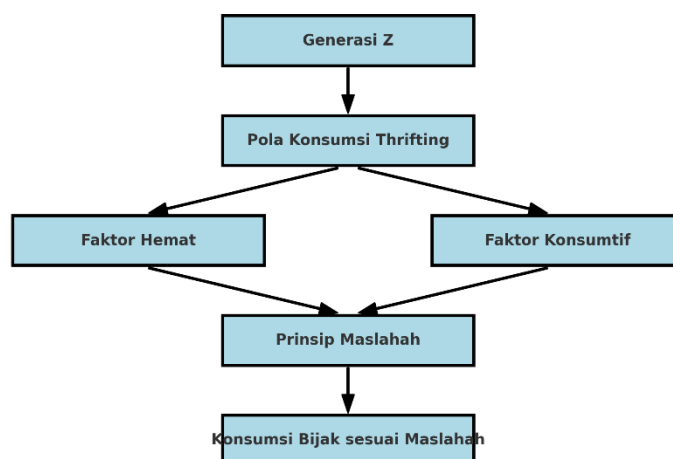 Generasi Z
Pola Konsumsi Thrifting
Faktor Hemat
Faktor Konsumtif
Prinsip Maslahah
Konsumsi Bijak sesuai Maslahah